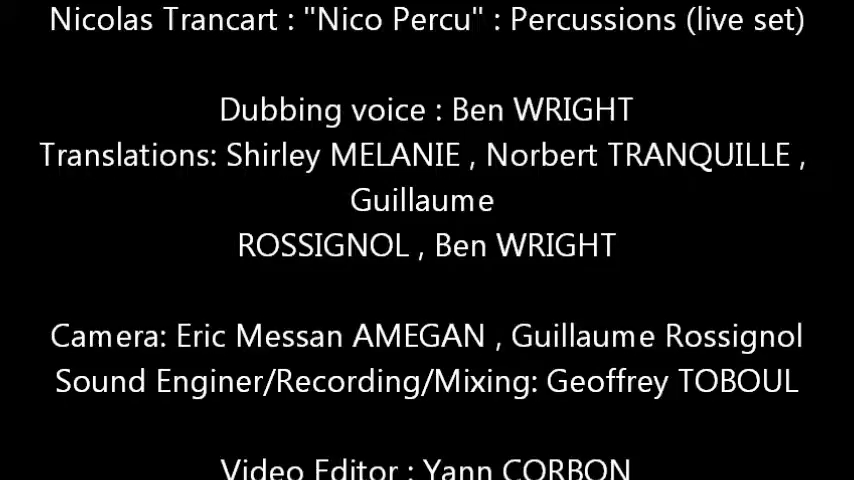 Nicolas Trancart : "Nico Percu" : Percussions (live set)
Dubbing voice : Ben WRIGHT
Translations: Shirley MELANIE , Norbert TRANQUILLE ,
Guillaume
ROSSIGNOL , Ben WRIGHT
Camera: Eric Messan AMEGAN , Guillaume Rossignol
Sound Enginer/Recording/Mixing: Geoffrey TOBOUL
Video Editor : Yann CORBON